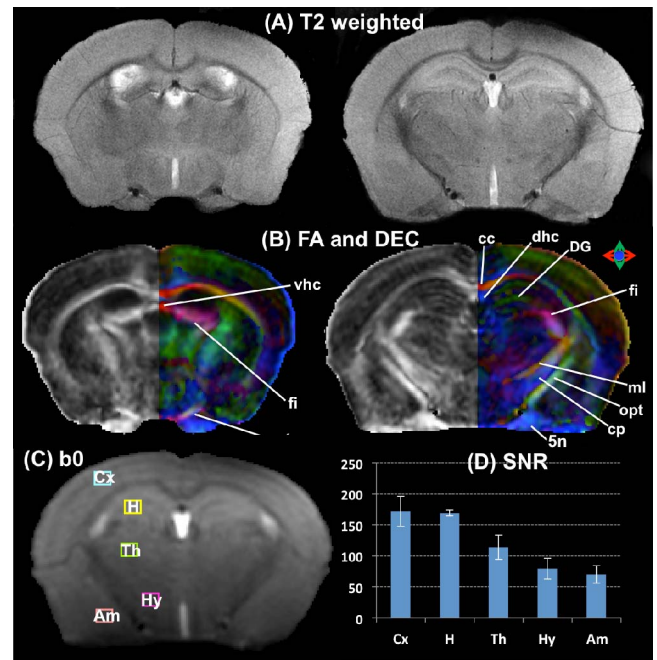 (A) T2 weighted
(B) FA and DEC
vhc
fi
cc
dhc
DG
fi
ml
opt
cp
5n
(C) b0
Cx
H
Th
Hy
Am
(D) SNR
250
200
150
100
50
0
Cx H Th Hy Am